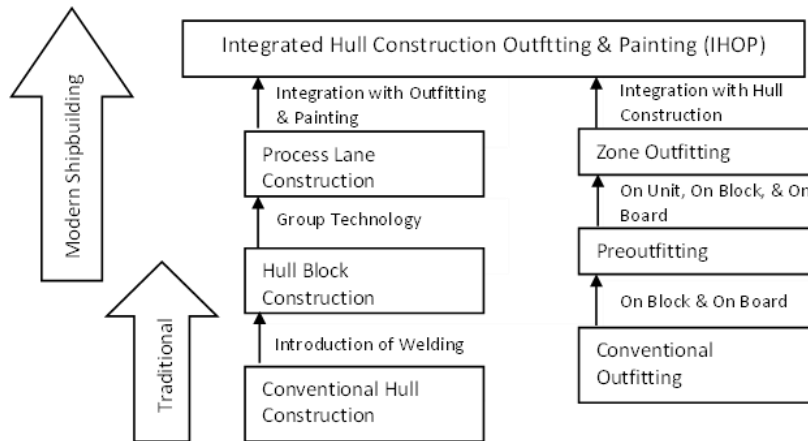 Integrated Hull Construction Outftting & Painting (IHOP)
Modern Shipbuilding
Integration with Outfitting
& Painting
Integration with Hull
Construction
Process Lane
Construction
Zone Outfitting
Group Technology
On Unit, On Block, & On
Board
Hull Block
Construction
Preoutfitting
Traditional
Introduction of Welding
On Block & On Board
Conventional Hull
Construction
Conventional
Outfitting